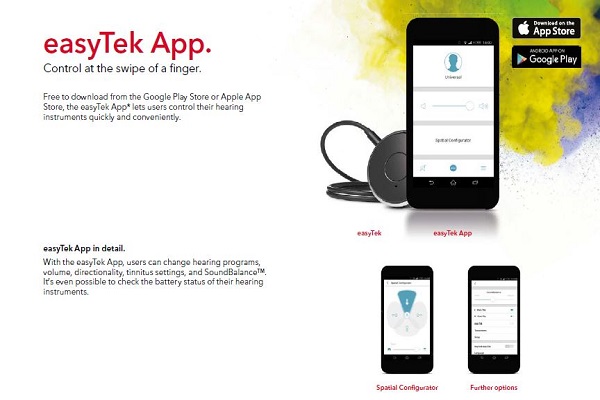 easyTek App.
Control at the swipe of a finger.
Free to download from the Google Play Store or Apple App
Store, the easyTek App* lets users control their hearing
instruments quickly and conveniently.
Download on the
App Store
ANDROID APP ON
Google Play
Universal
Spatial Configurator
easyTek
easyTek App
easyTek App in detail.
With the easyTek App, users can change hearing programs,
volume, directionality, tinnitus settings, and SoundBalance™.
It's even possible to check the battery status of their hearing
instruments.
Spatial Configurator
Spatial Configurator
Further options